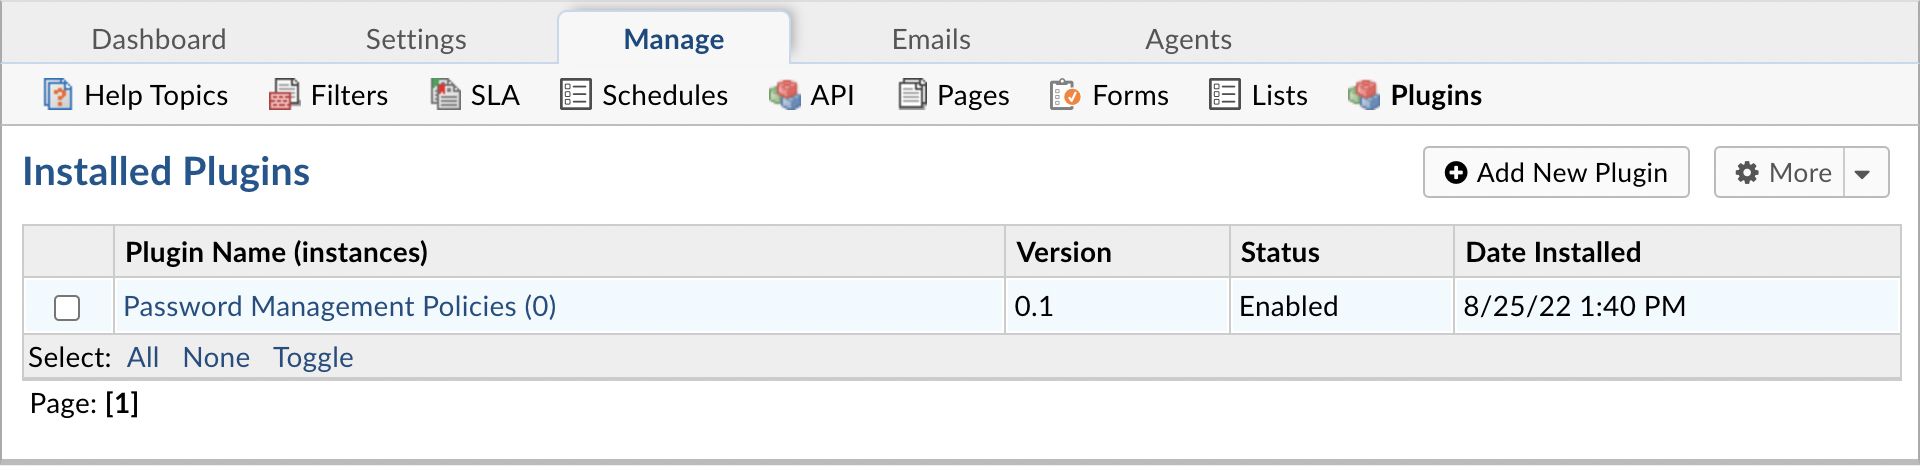 Dashboard Settings Manage Emails Agents
Help Topics Filters SLA Schedules API Pages Forms Lists Plugins
Installed Plugins Add New Plugin More
Plugin Name (instances) Version Status Date Installed
Password Management Policies (0) 0.1 Enabled 8/25/22 1:40 PM
Select: All None Toggle
Page: [1]